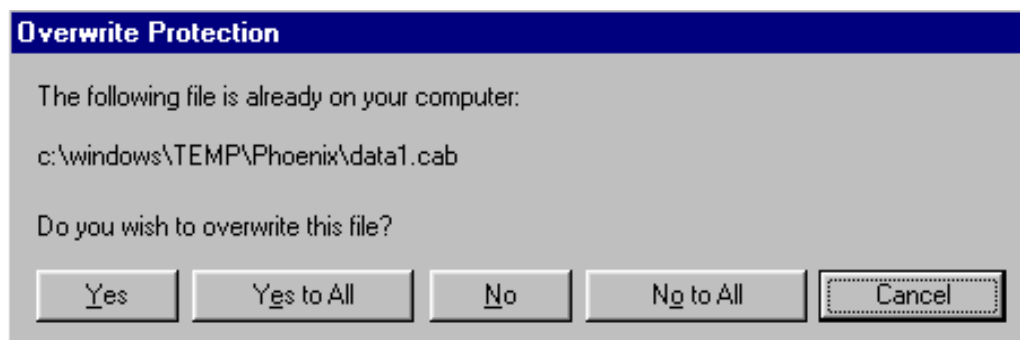 Overwrite Protection
The following file is already on your computer:
c:\windows\TEMP\Phoenix\data1.cab
Do you wish to overwrite this file?
Yes Yes to All No No to All Cancel